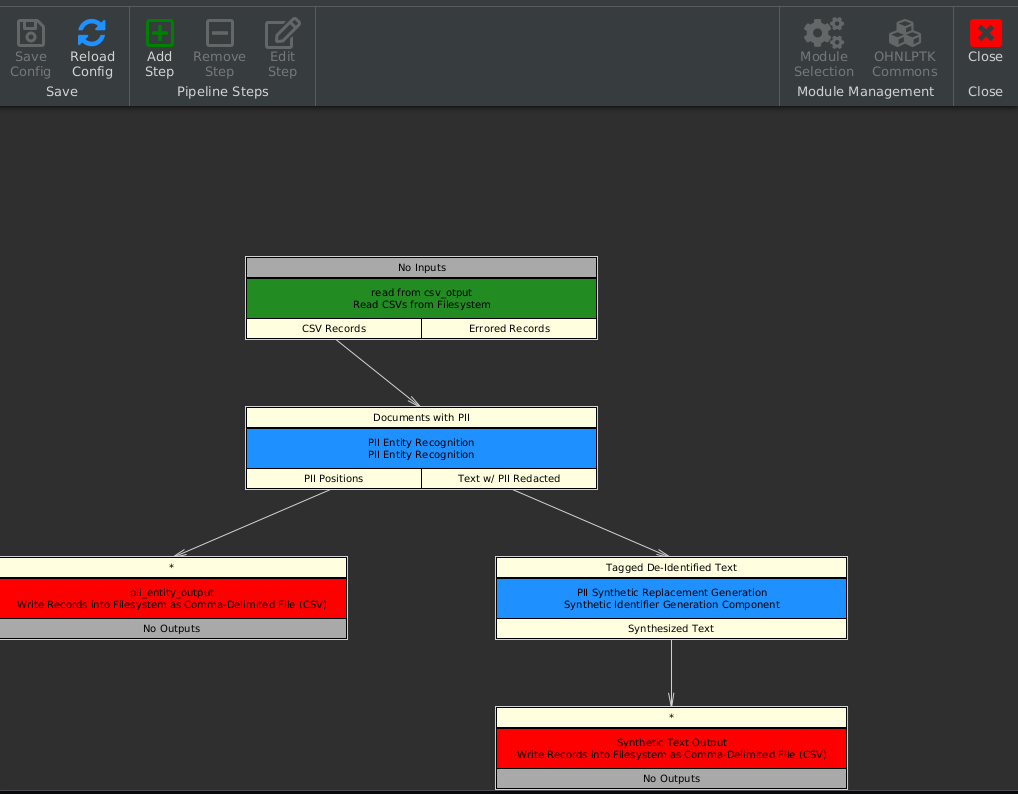 Save
Config
Reload
Config
Save
Add
Step
Remove
Step
Edit
Step
Pipeline Steps
Module
Selection
OHNLPTK
Commons
Module Management
Close
Close
No Inputs
read from csv_otput
Read CSVs from Filesystem
CSV Records
Errored Records
Documents with PII
PII Entity Recognition
PII Entity Recognition
PII Positions
Text w/ PII Redacted
*
pii_entity_output
Write Records into Filesystem as Comma-Delimited File (CSV)
No Outputs
Tagged De-Identified Text
PII Synthetic Replacement Generation
Synthetic Identifier Generation Component
Synthesized Text
*
Synthetic Text Output
Write Records into Filesystem as Comma-Delimited File (CSV)
No Outputs